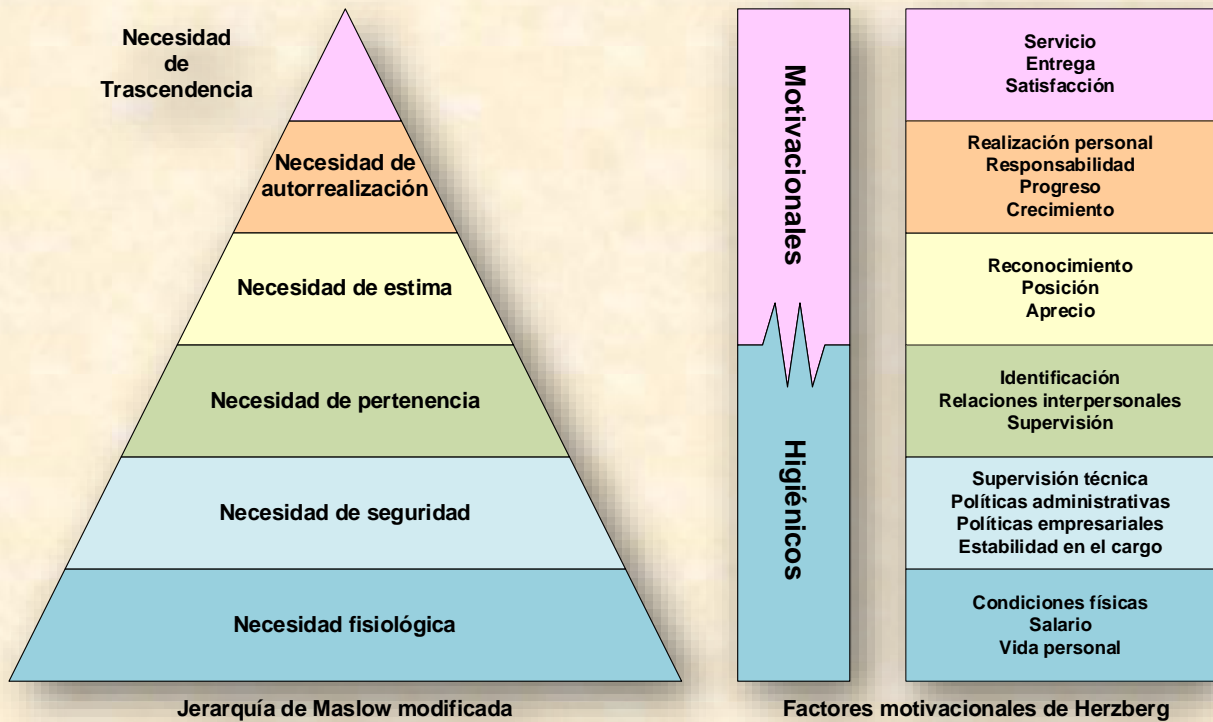 Necesidad
de
Trascendencia
Necesidad de
autorrealización
Necesidad de estima
Necesidad de pertenencia
Necesidad de seguridad
Necesidad fisiológica
Jerarquía de Maslow modificada
Motivacionales
Higiénicos
Servicio
Entrega
Satisfacción
Realización personal
Responsabilidad
Progreso
Crecimiento
Reconocimiento
Posición
Aprecio
Identificación
Relaciones interpersonales
Supervisión
Supervisión técnica
Políticas administrativas
Políticas empresariales
Estabilidad en el cargo
Condiciones físicas
Salario
Vida personal
Factores motivacionales de Herzberg